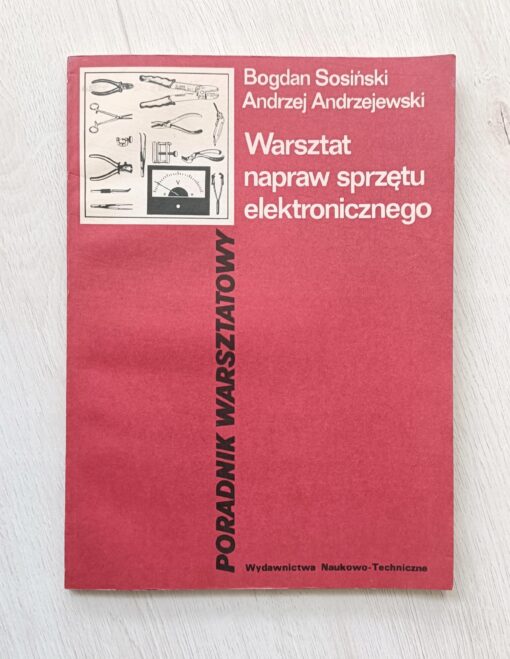 Bogdan Sosiński
Andrzej Andrzejewski
Warsztat
napraw sprzętu
elektronicznego
V
PORADNIK WARSZTATOWY
Wydawnictwa Naukowo-Techniczne